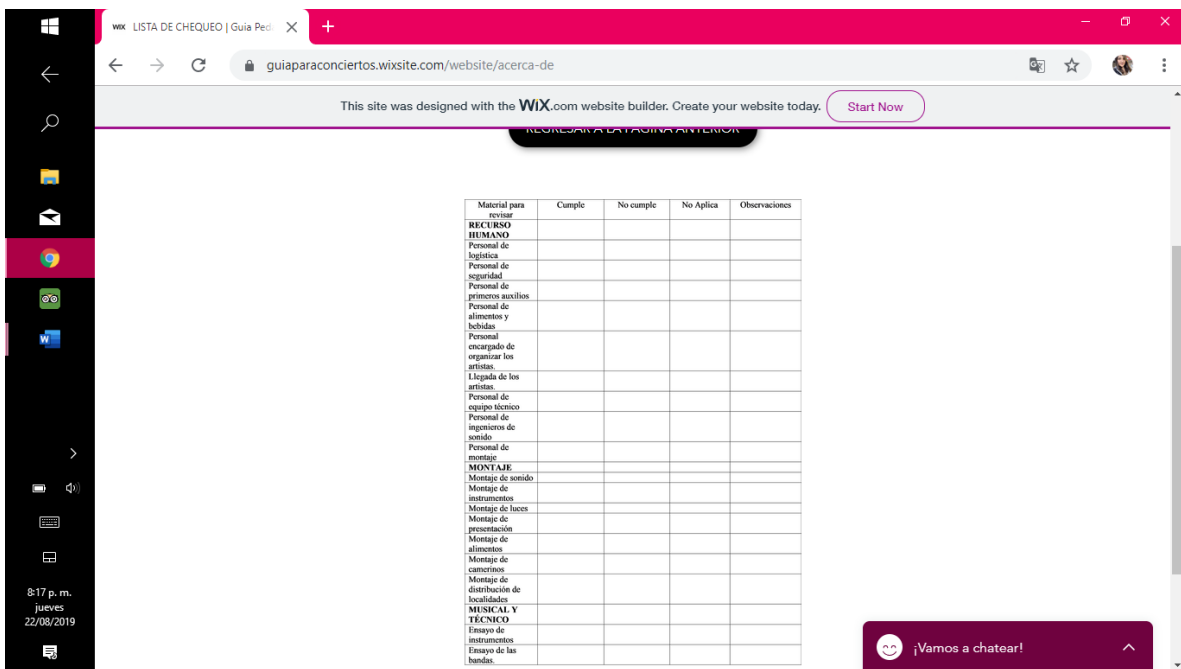 WIX LISTA DE CHEQUEO | Guia Ped
guiaparaconciertos.wixsite.com/website/acerca-de
This site was designed with the WiX.com website builder. Create your website today.
Start Now
REGRESAR A LA PAGINA ANTERIOR
Material para Cumple No cumple No Aplica Observaciones
revisar
RECURSO
HUMANO
Personal de
logística
Personal de
seguridad
Personal de
primeros auxilios
Personal de
alimentos y
bebidas
Personal
encargado de
organizar los
artistas.
Llegada de los
artistas.
Personal de
equipo técnico
Personal de
ingenieros de
sonido
Personal de
montaje
MONTAJE
Montaje de sonido
Montaje de
instrumentos
Montaje de luces
Montaje de
presentación
Montaje de
alimentos
Montaje de
camerinos
Montaje de
distribución de
localidades
MUSICAL Y
TÉCNICO
Ensayo de
instrumentos
Ensayo de las
bandas.
8:17 p. m.
jueves
22/08/2019
¡Vamos a chatear!